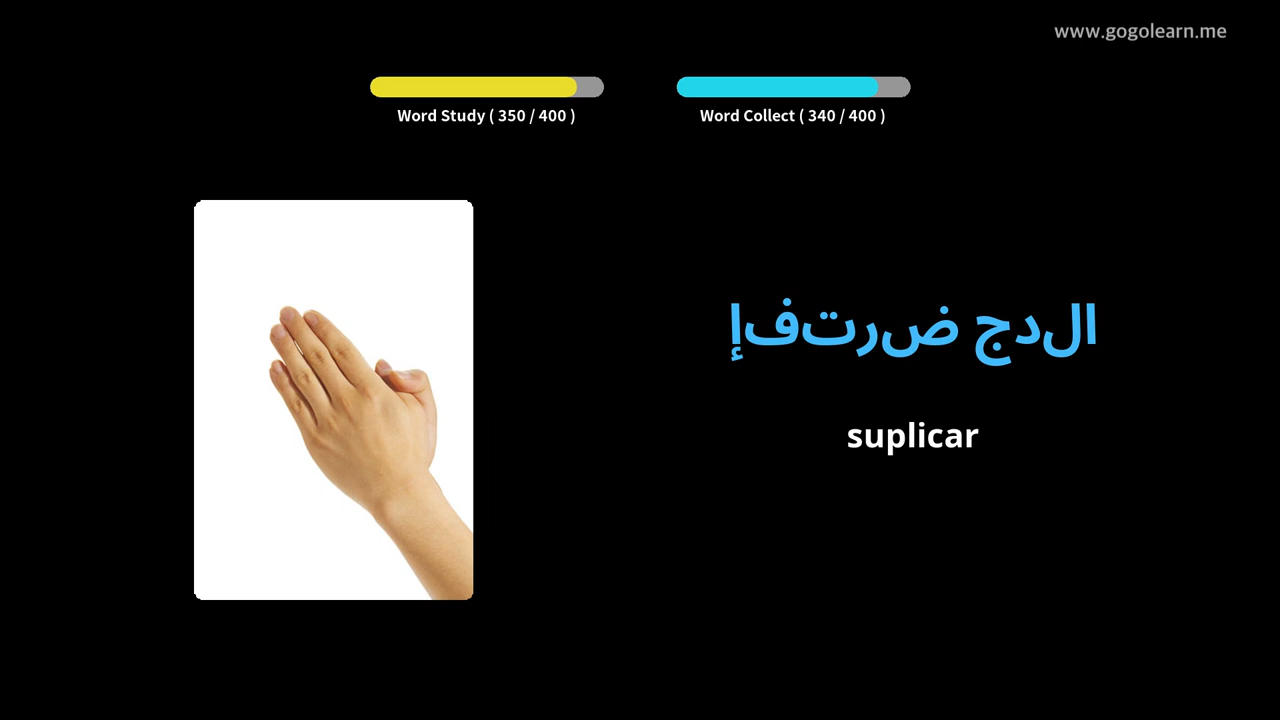 www.gogolearn.me
Word Study ( 350 / 400 )
Word Collect ( 340 / 400 )
الدج ضرتفإ
suplicar